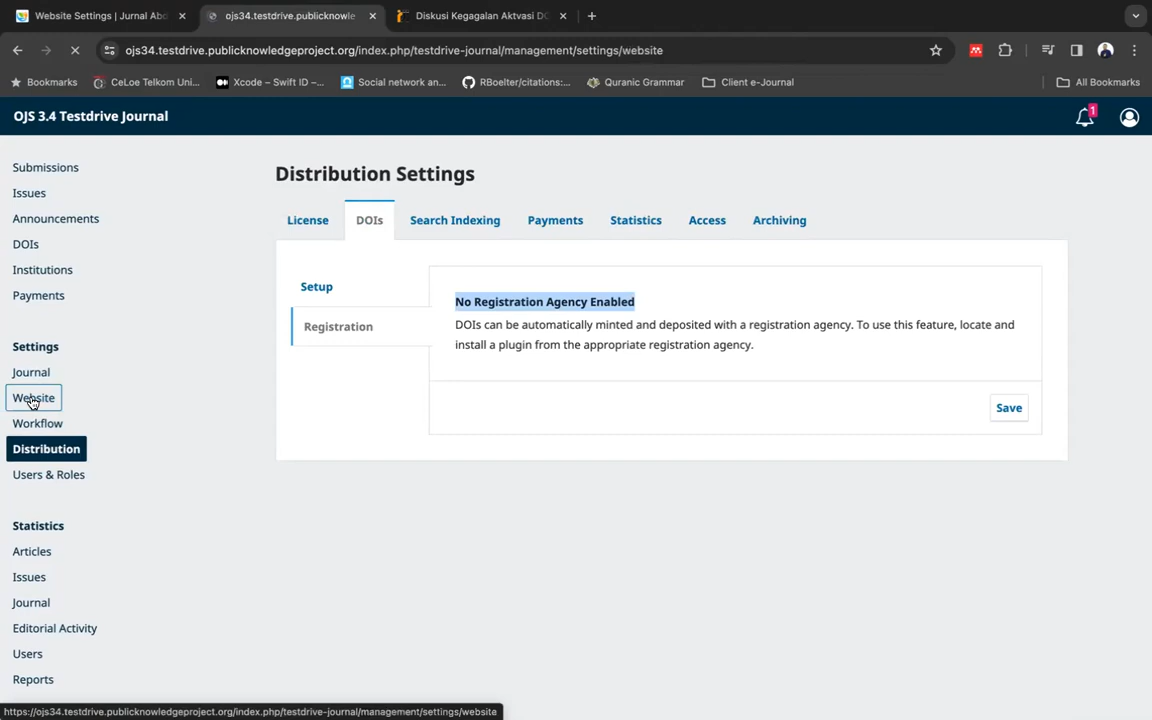 Website Settings | Jurnal Abd
ojs34.testdrive.publicknowle
Diskusi Kegagalan Aktvasi DO
ojs34.testdrive.publicknowledgeproject.org/index.php/testdrive-journal/management/settings/website
Bookmarks
CeLoe Telkom Uni...
Xcode – Swift ID –...
Social network an...
RBoelter/citations:...
Quranic Grammar
Client e-Journal
All Bookmarks
OJS 3.4 Testdrive Journal
1
Submissions
Issues
Announcements
DOIs
Institutions
Payments
Settings
Journal
Website
Workflow
Distribution
Users & Roles
Statistics
Articles
Issues
Journal
Editorial Activity
Users
Reports
Distribution Settings
License
DOIs
Search Indexing
Payments
Statistics
Access
Archiving
Setup
Registration
No Registration Agency Enabled
DOIs can be automatically minted and deposited with a registration agency. To use this feature, locate and
install a plugin from the appropriate registration agency.
Save
https://ojs34.testdrive.publicknowledgeproject.org/index.php/testdrive-journal/management/settings/website